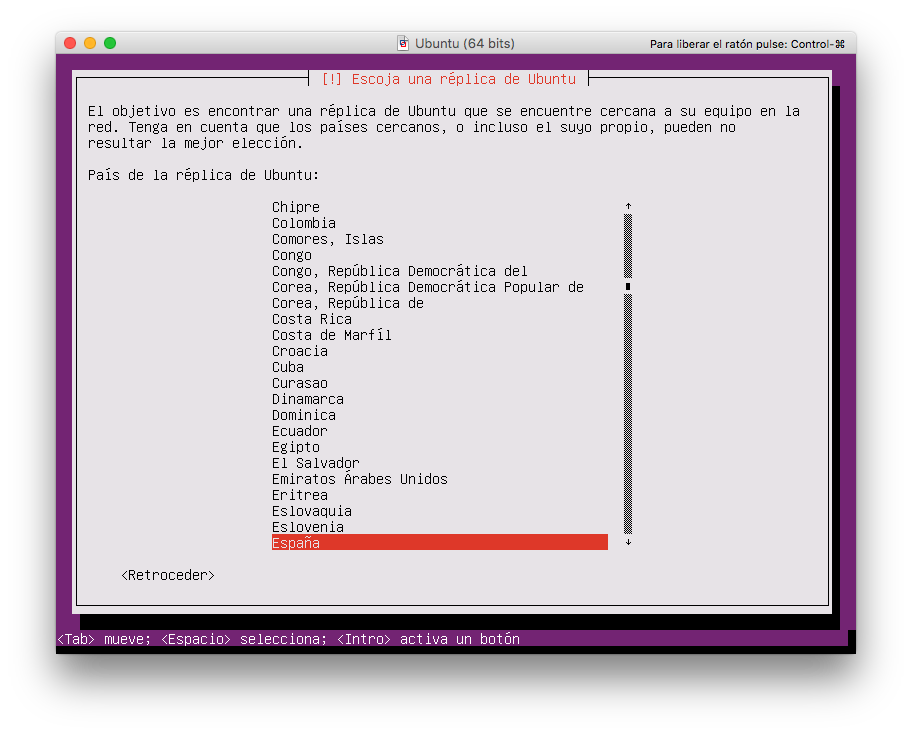 Ubuntu (64 bits)
Para liberar el ratón pulse: Control-⌘
[!] Escoja una réplica de Ubuntu
El objetivo es encontrar una réplica de Ubuntu que se encuentre cercana a su equipo en la
red. Tenga en cuenta que los países cercanos, o incluso el suyo propio, pueden no
resultar la mejor elección.
País de la réplica de Ubuntu:
Chipre
Colombia
Comores, Islas
Congo
Congo, República Democrática del
Corea, República Democrática Popular de
Corea, República de
Costa Rica
Costa de Marfíl
Croacia
Cuba
Curasao
Dinamarca
Dominica
Ecuador
Egipto
El Salvador
Emiratos Árabes Unidos
Eritrea
Eslovaquia
Eslovenia
España
<Retroceder>
<Tab> mueve; <Espacio> selecciona; <Intro> activa un botón